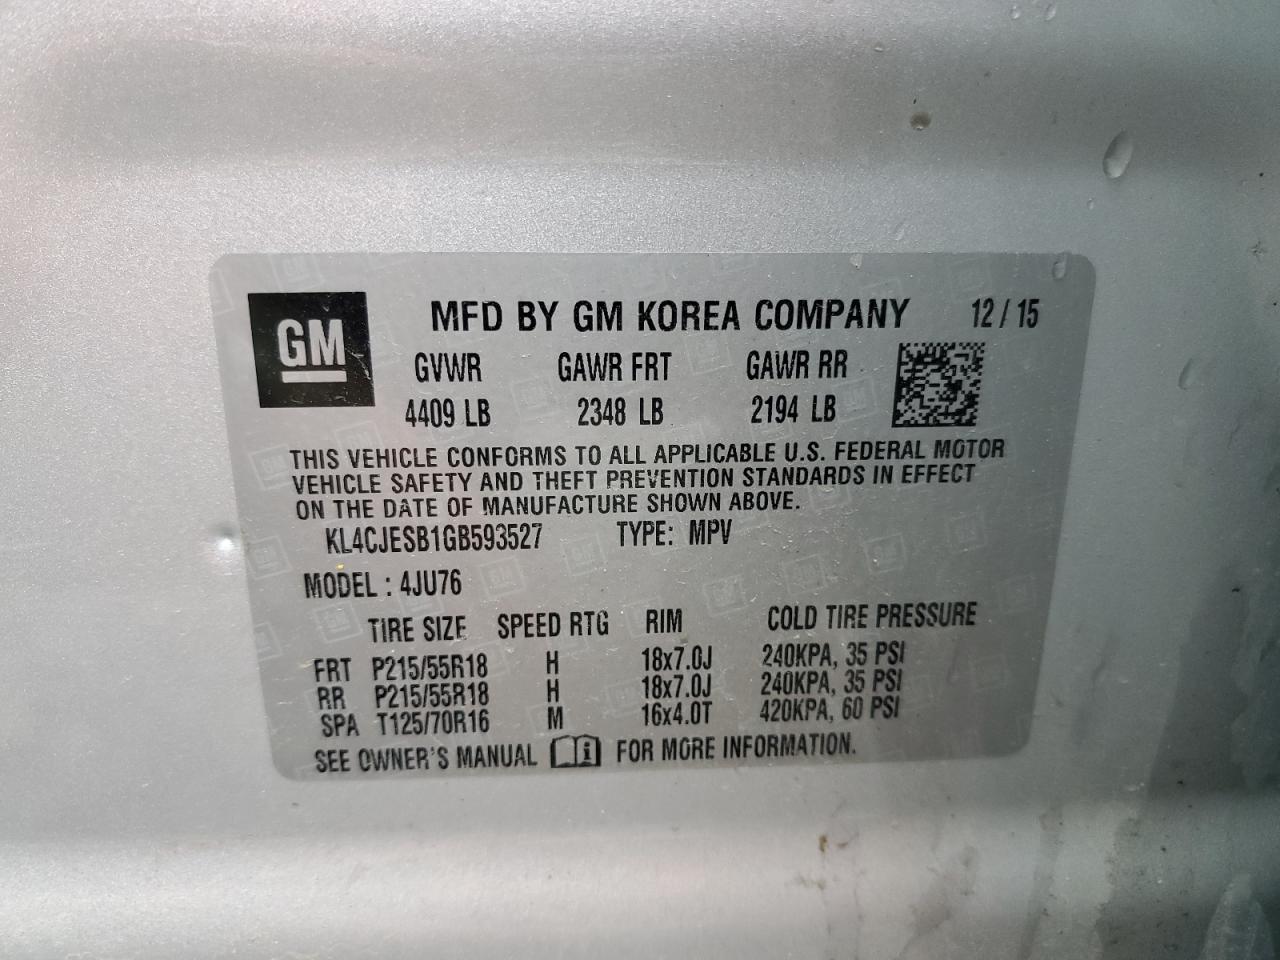 GM
MFD BY GM KOREA COMPANY 12 / 15
GVWR GAWR FRT GAWR RR
4409 LB 2348 LB 2194 LB
THIS VEHICLE CONFORMS TO ALL APPLICABLE U.S. FEDERAL MOTOR
VEHICLE SAFETY AND THEFT PREVENTION STANDARDS IN EFFECT
ON THE DATE OF MANUFACTURE SHOWN ABOVE.
KL4CJESB1GB593527 TYPE: MPV
MODEL : 4JU76
TIRE SIZE SPEED RTG RIM COLD TIRE PRESSURE
FRT P215/55R18 H 18x7.0J 240KPA, 35 PSI
RR P215/55R18 H 18x7.0J 240KPA, 35 PSI
SPA T125/70R16 M 16x4.0T 420KPA, 60 PSI
SEE OWNER'S MANUAL i FOR MORE INFORMATION.